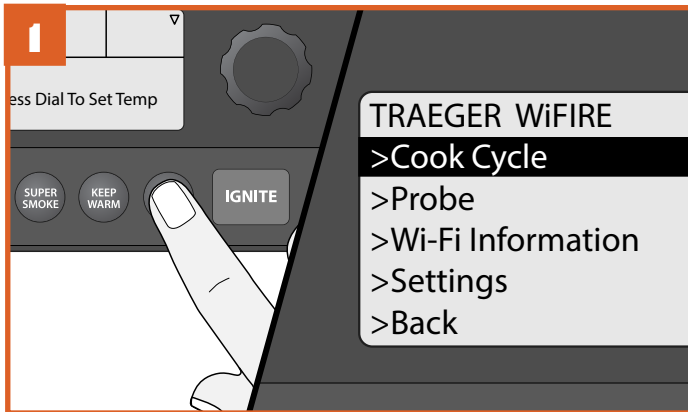 1
ess Dial To Set Temp
SUPER
SMOKE
KEEP
WARM
IGNITE
TRAEGER WiFIRE
>Cook Cycle
>Probe
>Wi-Fi Information
>Settings
>Back